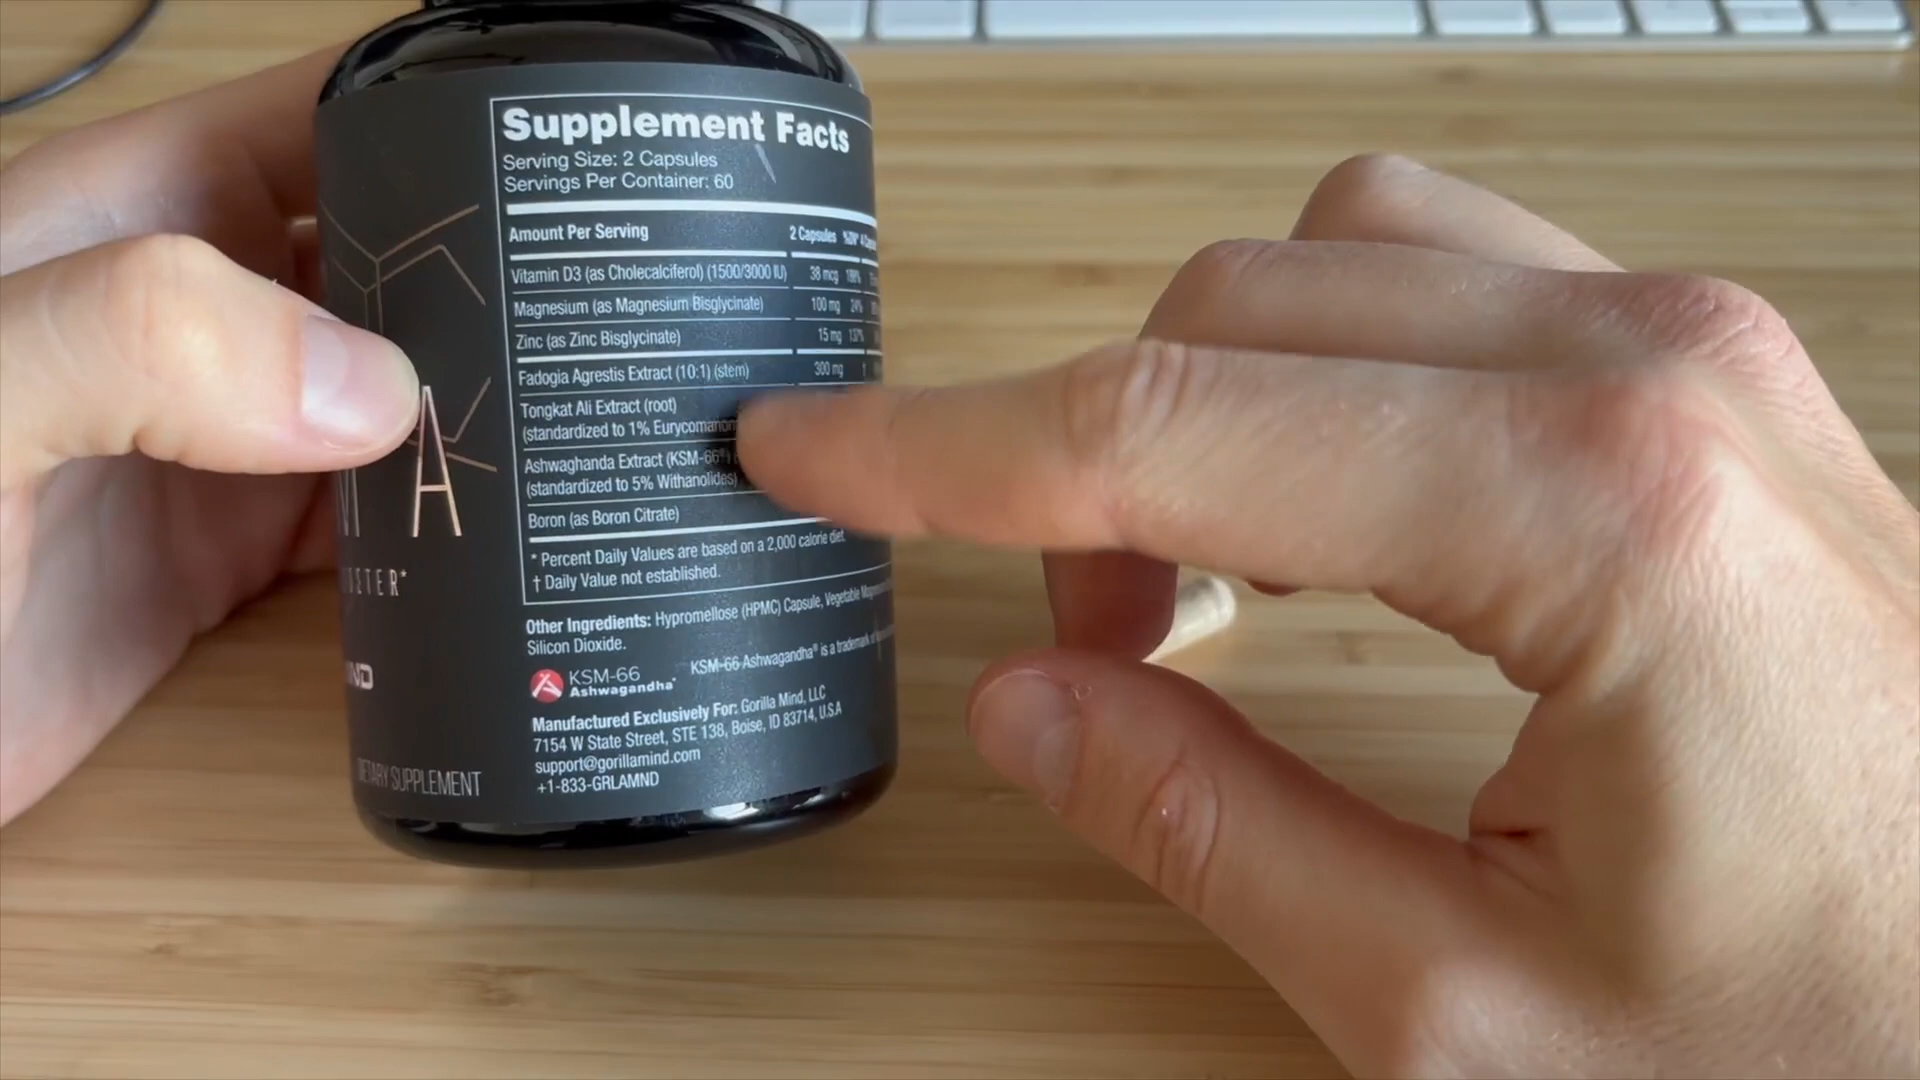 Supplement Facts
Serving Size: 2 Capsules
Servings Per Container: 60
Amount Per Serving 2 Capsules %DV*
Vitamin D3 (as Cholecalciferol) (1500/3000 IU) 38 mcg
Magnesium (as Magnesium Bisglycinate) 100 mg 24%
Zinc (as Zinc Bisglycinate) 15 mg 137%
Fadogia Agrestis Extract (10:1) (stem) 300 mg †
Tongkat Ali Extract (root)
(standardized to 1%
Ashwaghanda Extract (KSM-66®)
(standardized to 5% Withanolides)
Boron (as Boron Citrate)
* Percent Daily Values are based on a 2,000 calorie diet.
† Daily Value not established.
Other Ingredients: Hypromellose (HPMC) Capsule, Vegetable
Silicon Dioxide.
KSM-66
Ashwagandha®
KSM-66 Ashwagandha® is a trademark of
Manufactured Exclusively For: Gorilla Mind, LLC
7154 W State Street, STE 138, Boise, ID 83714, U.S.A
support@gorillamind.com
+1-833-GRLAMND
DIETARY SUPPLEMENT